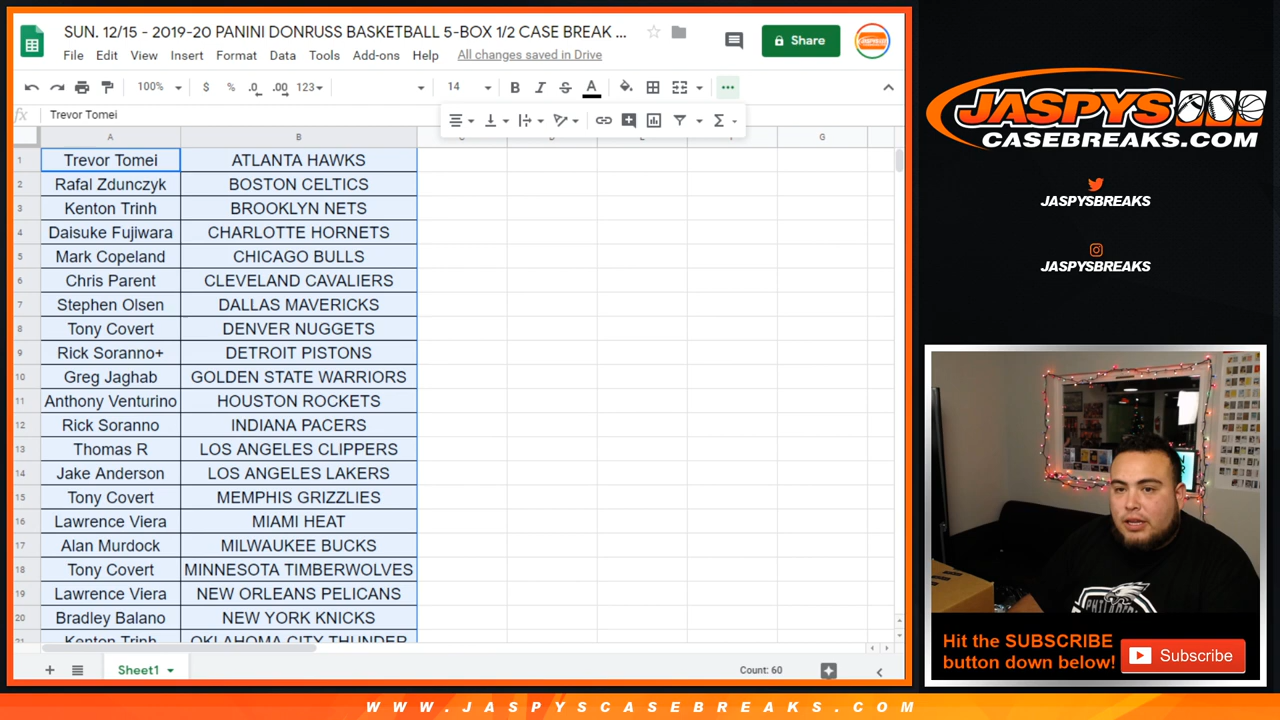 SUN. 12/15 - 2019-20 PANINI DONRUSS BASKETBALL 5-BOX 1/2 CASE BREAK ...
File Edit View Insert Format Data Tools Add-ons Help All changes saved in Drive
Share
100% $ % .0 .00 123 14 B I S A
fx Trevor Tomei
A B C D E F G
1 Trevor Tomei ATLANTA HAWKS
2 Rafal Zdunczyk BOSTON CELTICS
3 Kenton Trinh BROOKLYN NETS
4 Daisuke Fujiwara CHARLOTTE HORNETS
5 Mark Copeland CHICAGO BULLS
6 Chris Parent CLEVELAND CAVALIERS
7 Stephen Olsen DALLAS MAVERICKS
8 Tony Covert DENVER NUGGETS
9 Rick Soranno+ DETROIT PISTONS
10 Greg Jaghab GOLDEN STATE WARRIORS
11 Anthony Venturino HOUSTON ROCKETS
12 Rick Soranno INDIANA PACERS
13 Thomas R LOS ANGELES CLIPPERS
14 Jake Anderson LOS ANGELES LAKERS
15 Tony Covert MEMPHIS GRIZZLIES
16 Lawrence Viera MIAMI HEAT
17 Alan Murdock MILWAUKEE BUCKS
18 Tony Covert MINNESOTA TIMBERWOLVES
19 Lawrence Viera NEW ORLEANS PELICANS
20 Bradley Balano NEW YORK KNICKS
21 Kenton Trinh OKLAHOMA CITY THUNDER
Sheet1
Count: 60
JASPYS
CASEBREAKS.COM
JASPYSBREAKS
JASPYSBREAKS
Hit the SUBSCRIBE
button down below!
Subscribe
WWW.JASPYSCASEBREAKS.COM